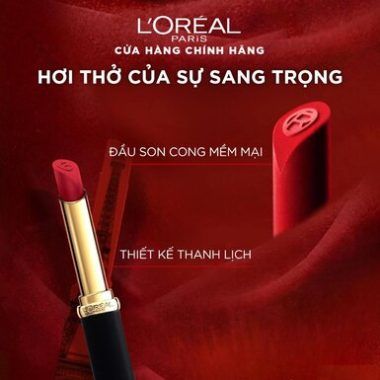 L'ORÉAL
PARIS
CỬA HÀNG CHÍNH HÃNG
HƠI THỞ CỦA SỰ SANG TRỌNG
ĐẦU SON CONG MỀM MẠI
THIẾT KẾ THANH LỊCH
L'ORÉAL